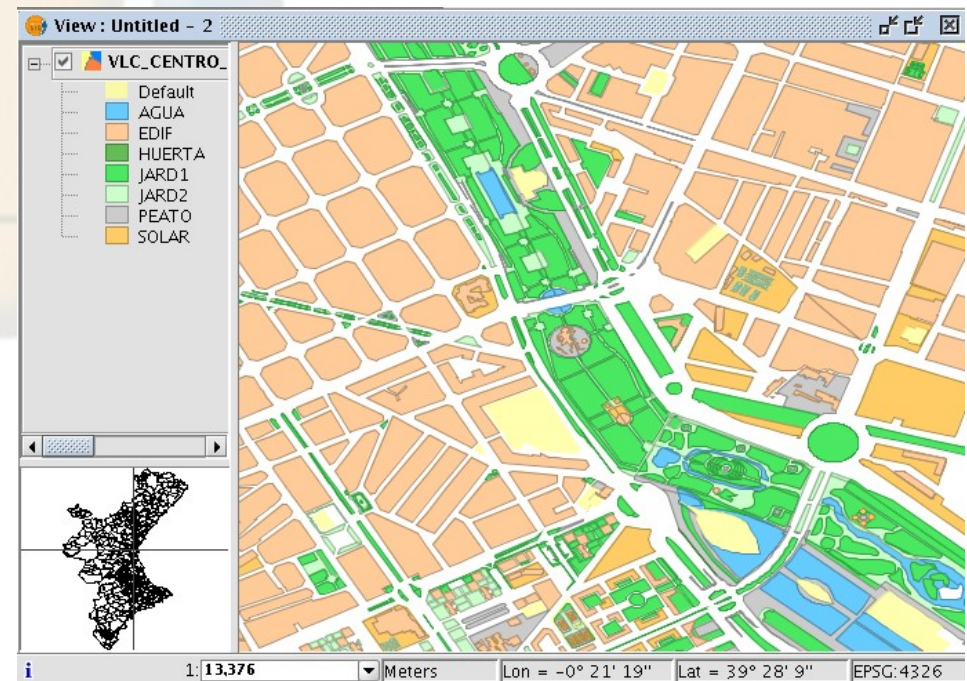 View : Untitled - 2
VLC_CENTRO_
Default
AGUA
EDIF
HUERTA
JARD1
JARD2
PEATO
SOLAR
1: 13,376 Meters Lon = -0° 21' 19" Lat = 39° 28' 9" EPSG:4326